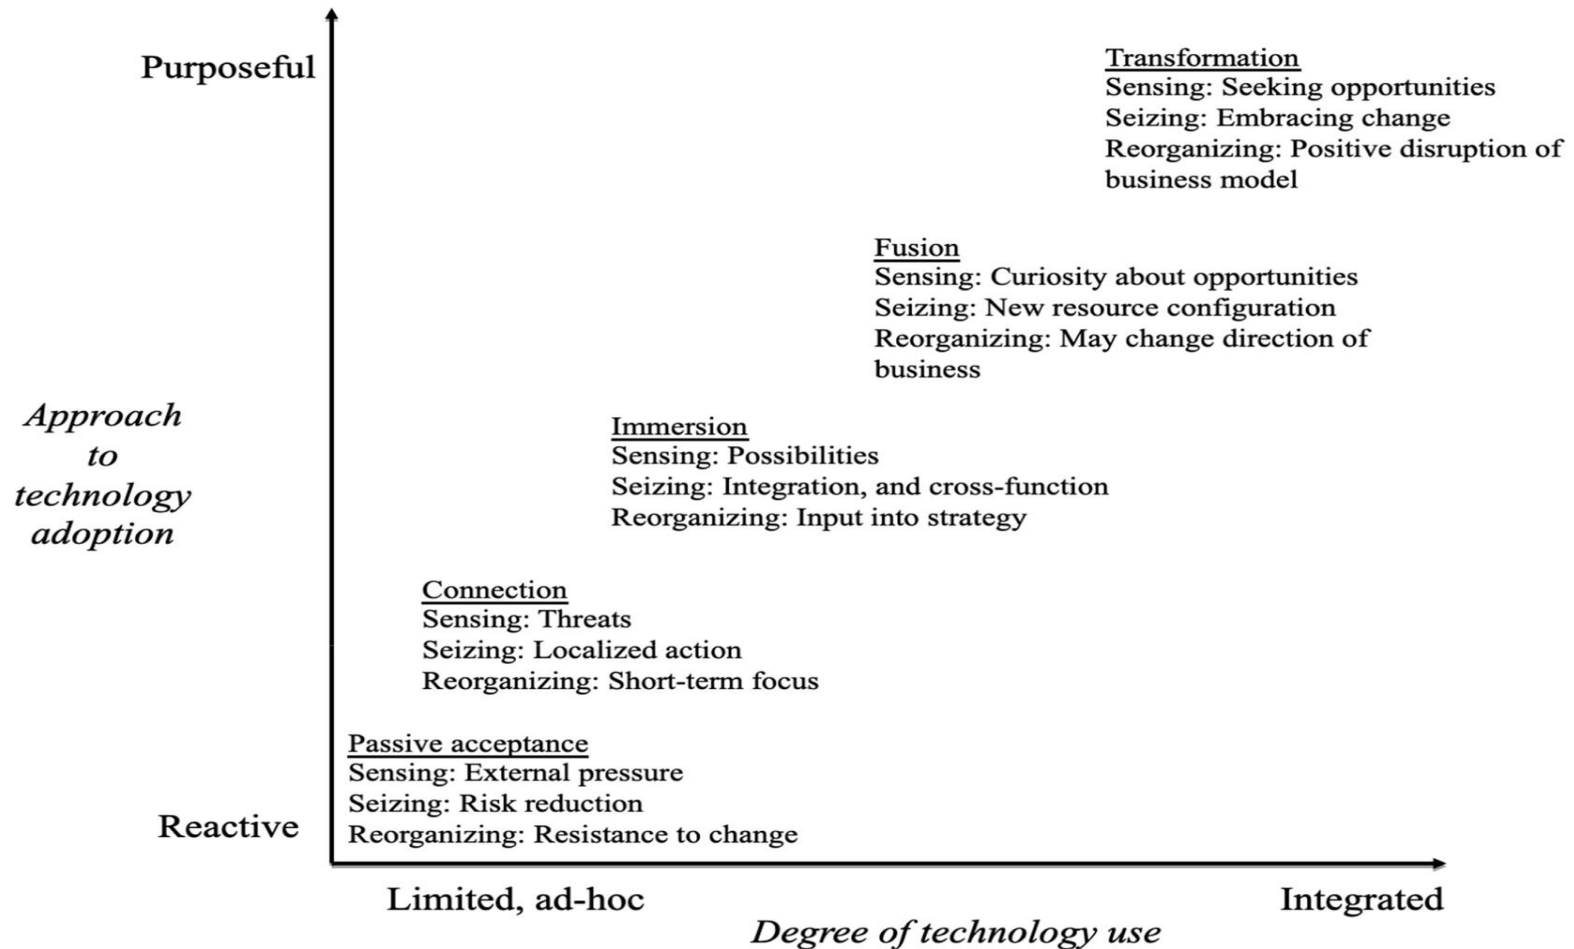 Purposeful
Transformation
Sensing: Seeking opportunities
Seizing: Embracing change
Reorganizing: Positive disruption of
business model
Fusion
Sensing: Curiosity about opportunities
Seizing: New resource configuration
Reorganizing: May change direction of
business
Approach
to
technology
adoption
Immersion
Sensing: Possibilities
Seizing: Integration, and cross-function
Reorganizing: Input into strategy
Connection
Sensing: Threats
Seizing: Localized action
Reorganizing: Short-term focus
Passive acceptance
Sensing: External pressure
Seizing: Risk reduction
Reorganizing: Resistance to change
Reactive
Limited, ad-hoc
Integrated
Degree of technology use